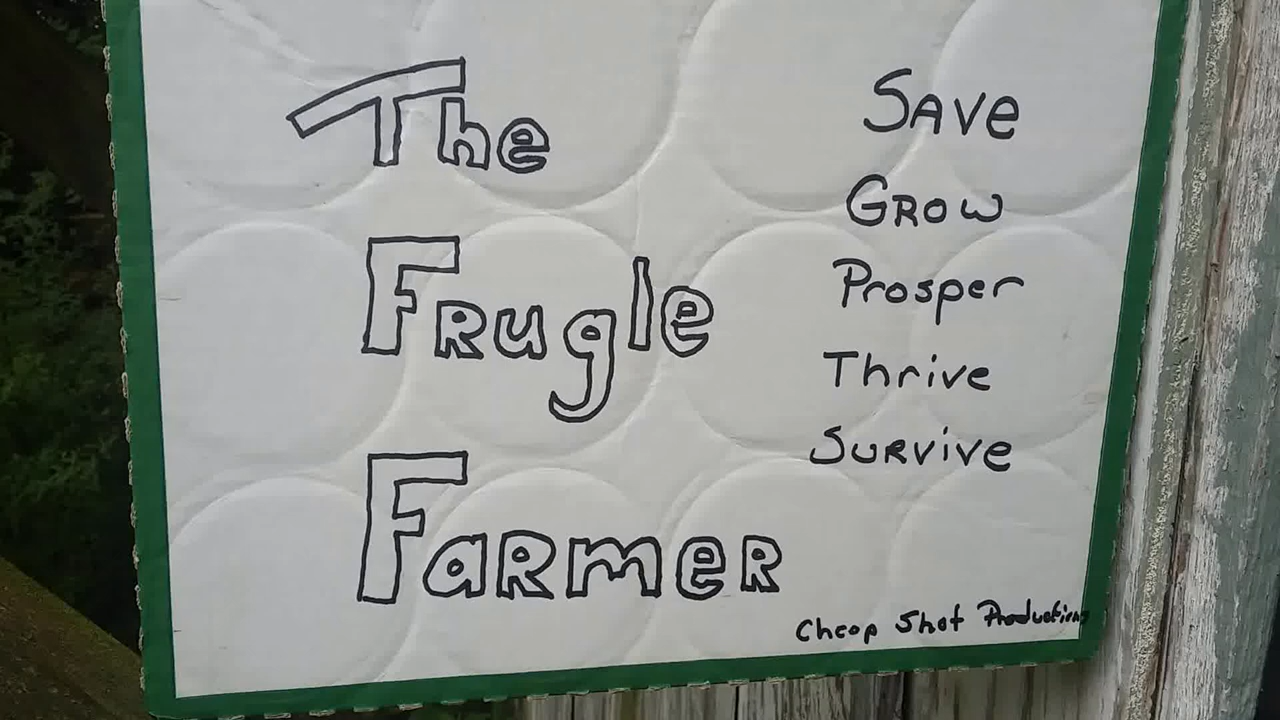 The
Frugle
Farmer
Save
Grow
Prosper
Thrive
Survive
Cheap Shot Productions